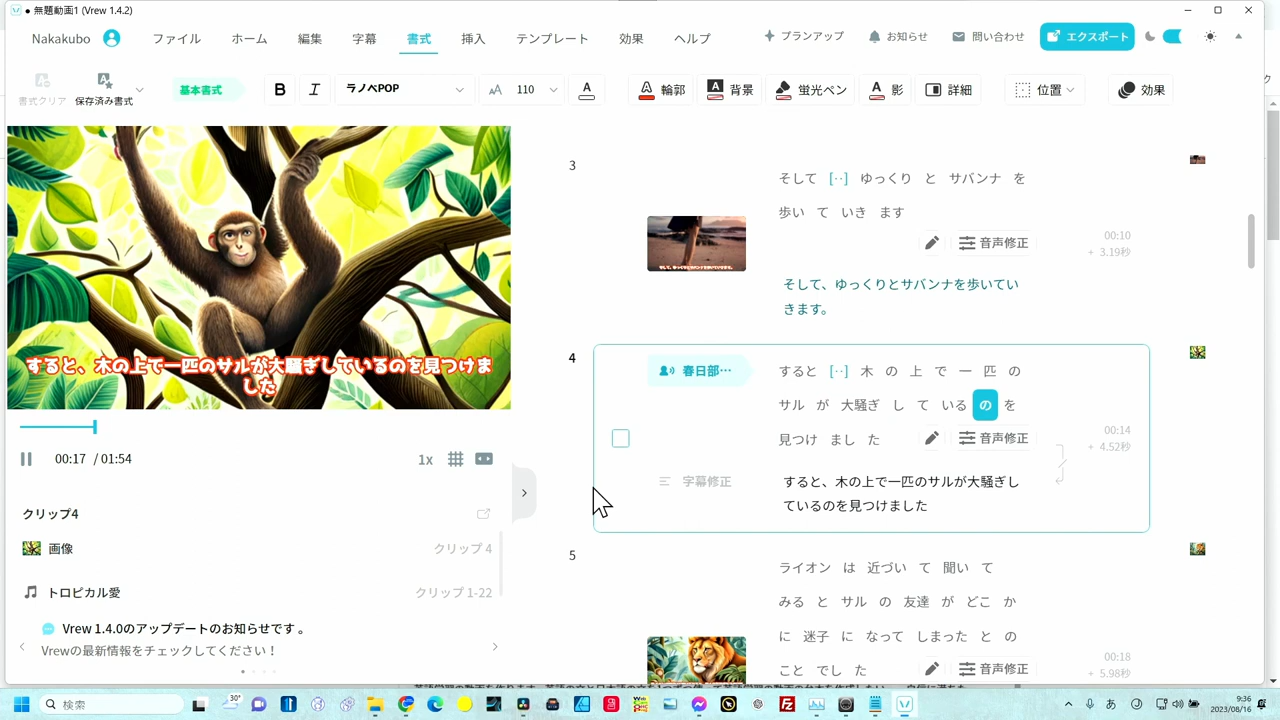 ● 無題動画1 (Vrew 1.4.2)
Nakakubo ファイル ホーム 編集 字幕 書式 挿入 テンプレート 効果 ヘルプ プランアップ お知らせ 問い合わせ エクスポート
書式クリア 保存済み書式 基本書式 B I ラノベPOP 110 A 輪郭 背景 蛍光ペン 影 詳細 位置 効果
すると、木の上で一匹のサルが大騒ぎしているのを見つけま
した
00:17 / 01:54 1x
クリップ4
画像 クリップ 4
トロピカル愛 クリップ 1-22
Vrew 1.4.0のアップデートのお知らせです。
Vrewの最新情報をチェックしてください!
3
そして [··] ゆっくり と サバンナ を
歩い て いき ます
音声修正
00:10
+ 3.19秒
そして、ゆっくりとサバンナを歩いてい
きます。
4
春日部…
すると [··] 木 の 上 で 一 匹 の
サル が 大騒ぎ し て いる の を
見つけ まし た
音声修正
00:14
+ 4.52秒
字幕修正
すると、木の上で一匹のサルが大騒ぎし
ているのを見つけました
5
ライオン は 近づい て 聞い て
みる と サル の 友達 が どこ か
に 迷子 に なって しまった と の
こと でし た
音声修正
00:18
+ 5.98秒
検索
30°
あ
9:36
2023/08/16